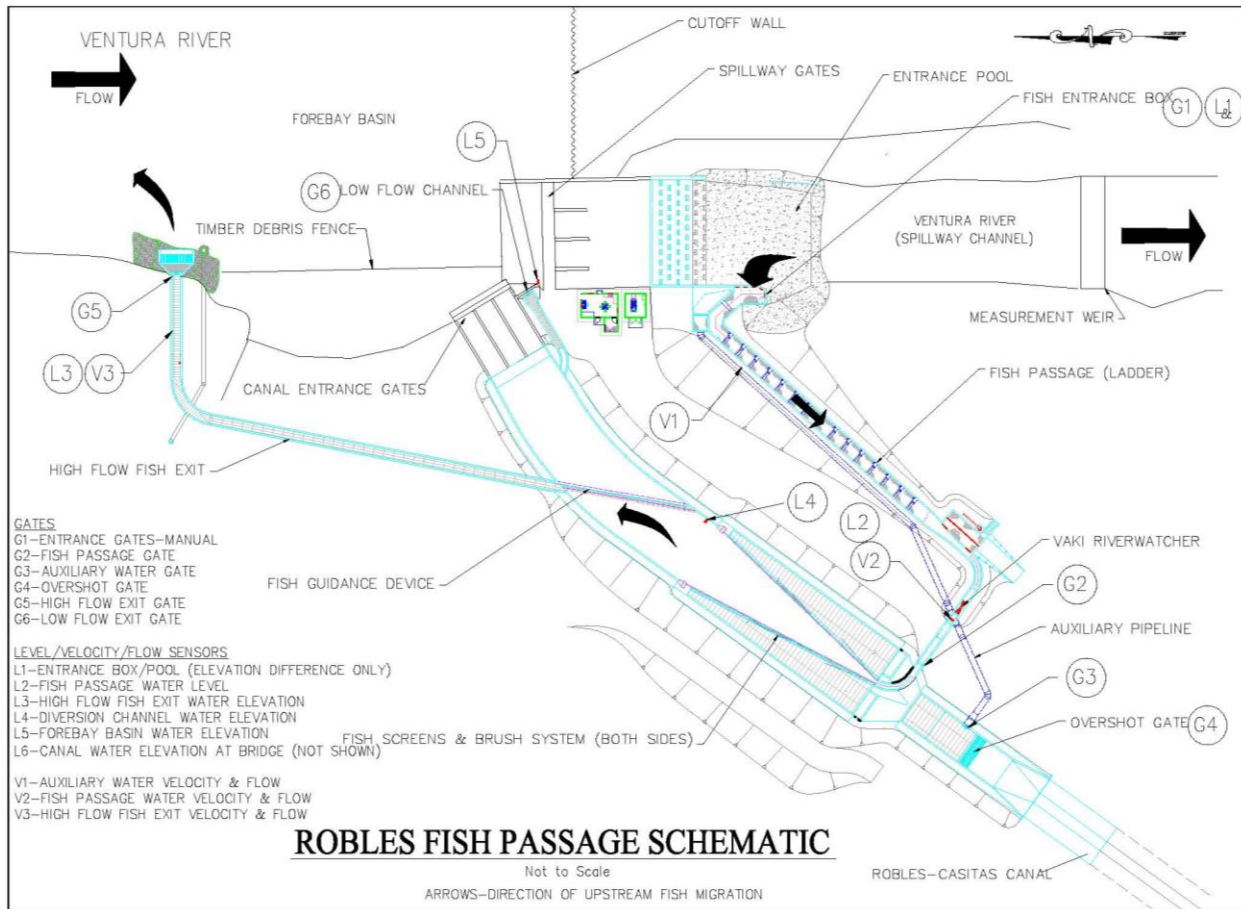 VENTURA RIVER
FLOW
CUTOFF WALL
SPILLWAY GATES
ENTRANCE POOL
FISH ENTRANCE BOX
G1
L1
&
FOREBAY BASIN
L5
G6
LOW FLOW CHANNEL
TIMBER DEBRIS FENCE
VENTURA RIVER
(SPILLWAY CHANNEL)
FLOW
G5
MEASUREMENT WEIR
L3
V3
CANAL ENTRANCE GATES
FISH PASSAGE (LADDER)
V1
HIGH FLOW FISH EXIT
L4
L2
V2
VAKI RIVERWATCHER
G2
FISH GUIDANCE DEVICE
AUXILIARY PIPELINE
G3
OVERSHOT GATE
G4
FISH SCREENS & BRUSH SYSTEM (BOTH SIDES)
GATES
G1-ENTRANCE GATES-MANUAL
G2-FISH PASSAGE GATE
G3-AUXILIARY WATER GATE
G4-OVERSHOT GATE
G5-HIGH FLOW EXIT GATE
G6-LOW FLOW EXIT GATE
LEVEL/VELOCITY/FLOW SENSORS
L1-ENTRANCE BOX/POOL (ELEVATION DIFFERENCE ONLY)
L2-FISH PASSAGE WATER LEVEL
L3-HIGH FLOW FISH EXIT WATER ELEVATION
L4-DIVERSION CHANNEL WATER ELEVATION
L5-FOREBAY BASIN WATER ELEVATION
L6-CANAL WATER ELEVATION AT BRIDGE (NOT SHOWN)
V1-AUXILIARY WATER VELOCITY & FLOW
V2-FISH PASSAGE WATER VELOCITY & FLOW
V3-HIGH FLOW FISH EXIT VELOCITY & FLOW
ROBLES FISH PASSAGE SCHEMATIC
Not to Scale
ARROWS-DIRECTION OF UPSTREAM FISH MIGRATION
ROBLES-CASITAS CANAL